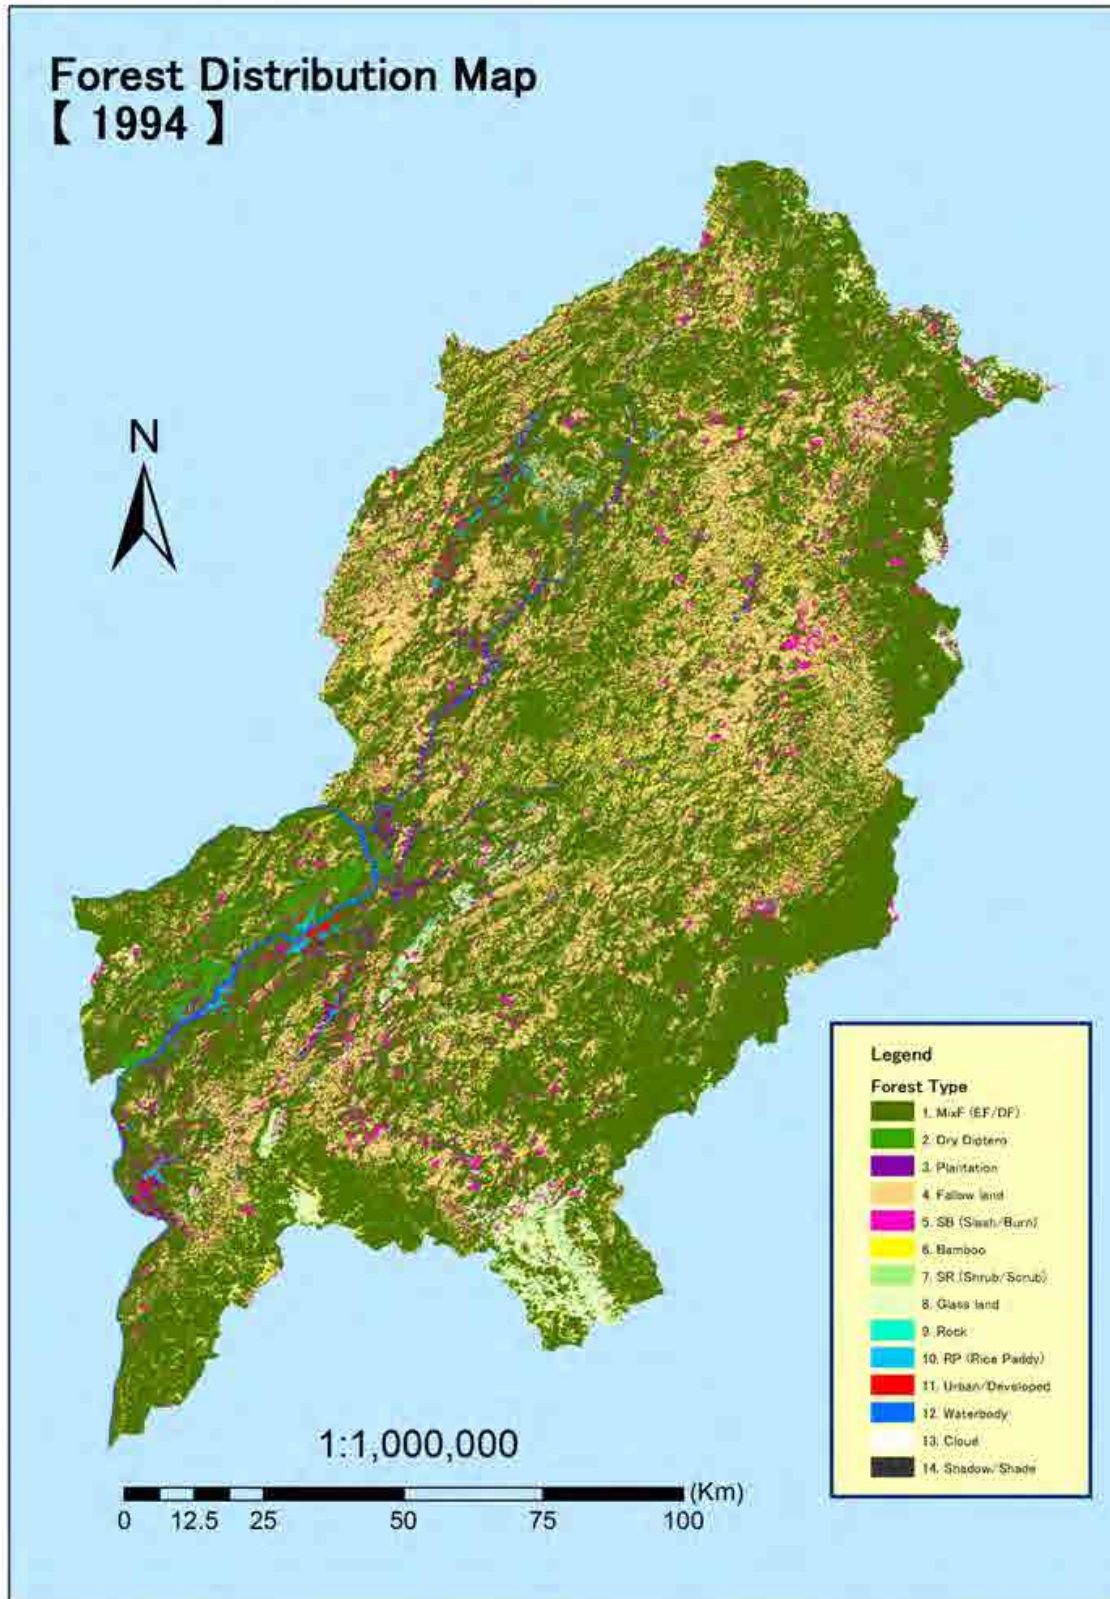 Forest Distribution Map
【 1994 】
N
Legend
Forest Type
1. MixF (EF/DF)
2. Dry Diptero
3. Plantation
4. Fallow land
5. SB (Slash/Burn)
6. Bamboo
7. SR (Shrub/Scrub)
8. Glass land
9. Rock
10. RP (Rice Paddy)
11. Urban/Developed
12. Waterbody
13. Cloud
14. Shadow/Shade
1:1,000,000
(Km)
0 12.5 25 50 75 100